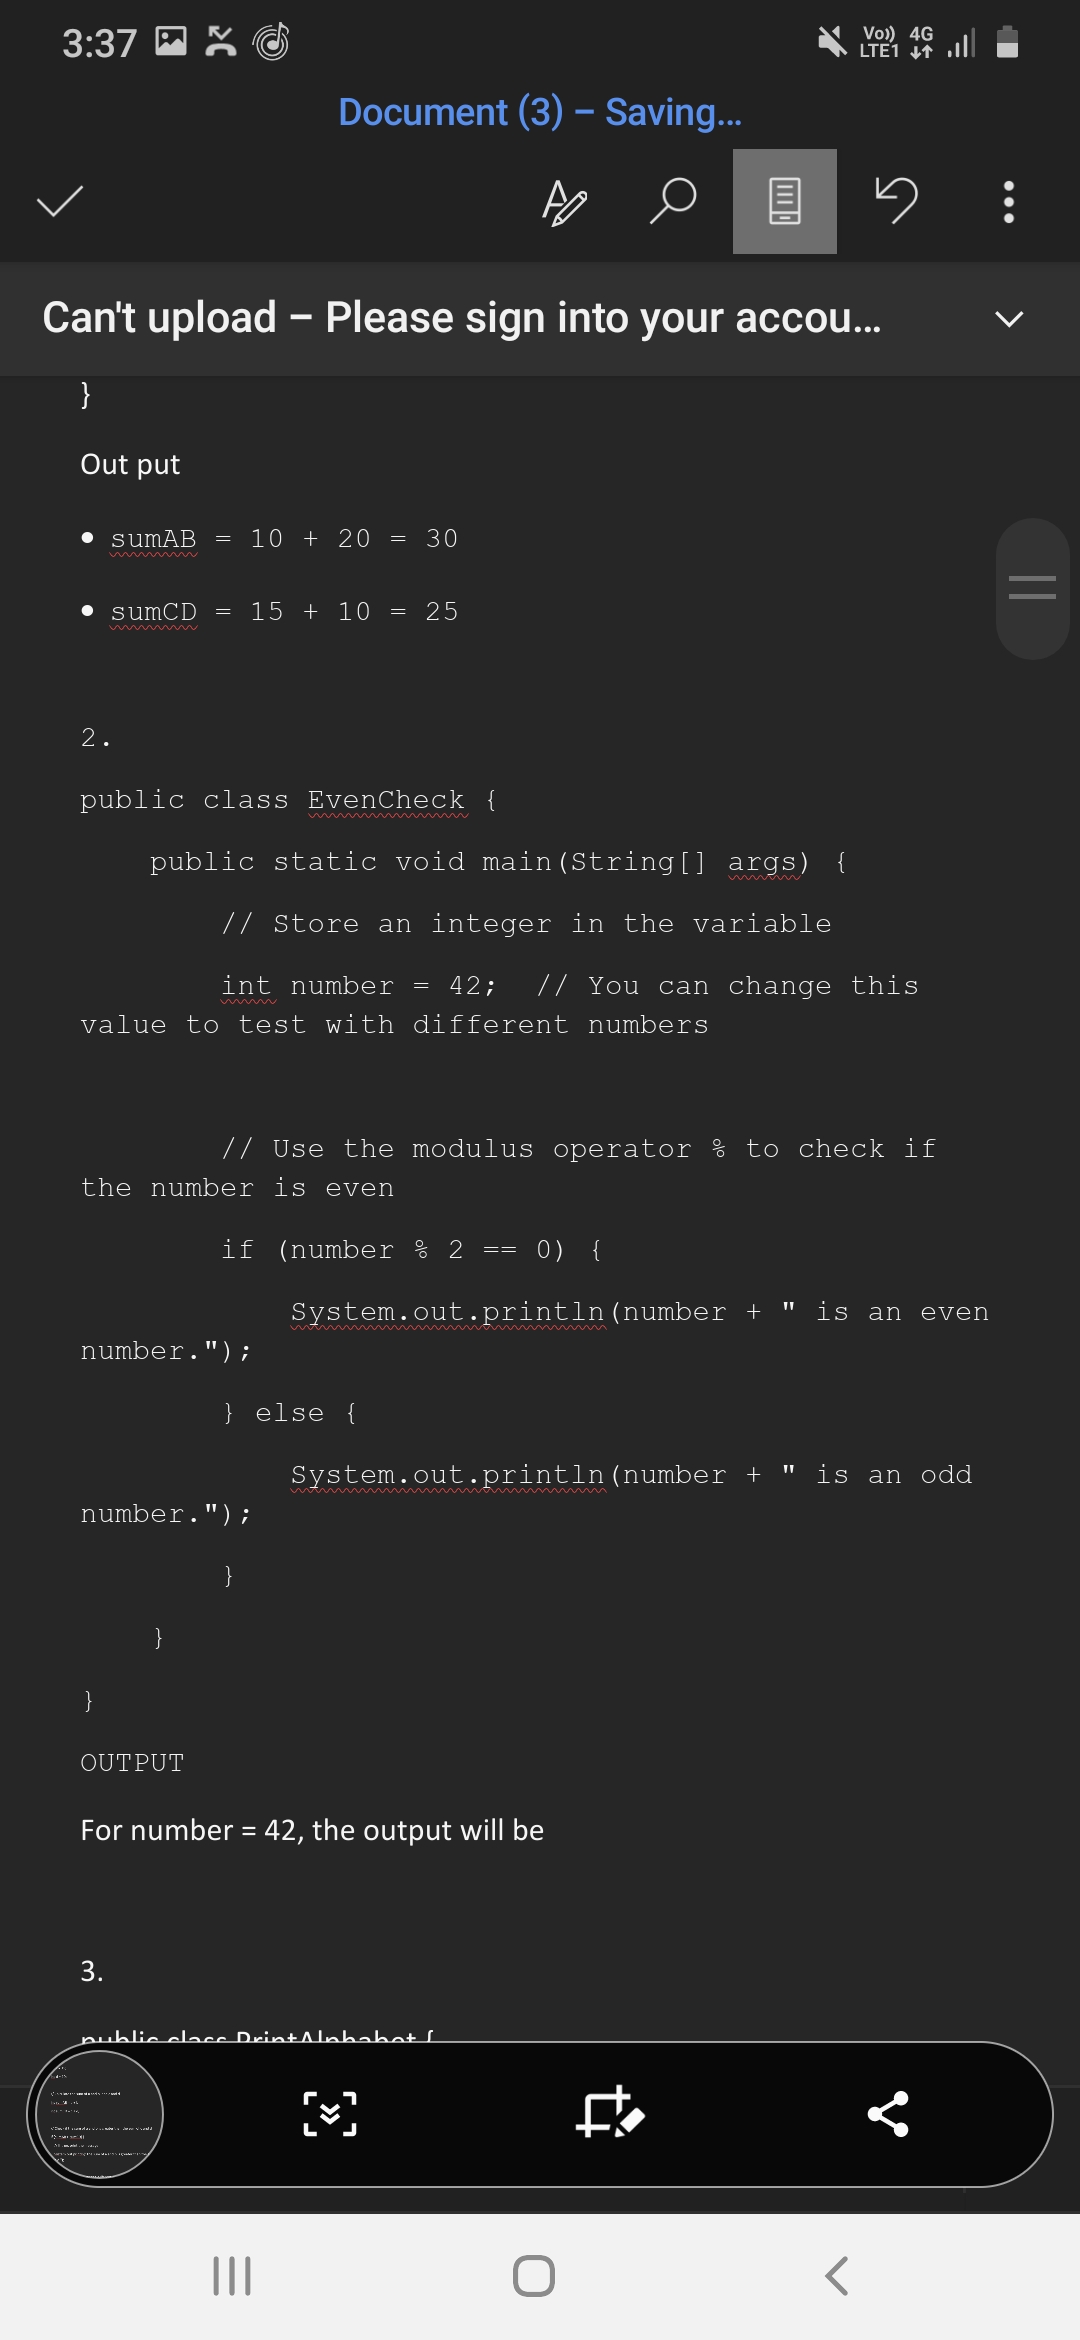 3:37
Vo)) 4G
LTE1
Document (3) – Saving...
Can't upload – Please sign into your accou...
}
Out put
• sumAB = 10 + 20 = 30
• sumCD = 15 + 10 = 25
2.
public class EvenCheck {
public static void main(String[] args) {
// Store an integer in the variable
int number = 42;  // You can change this
value to test with different numbers
// Use the modulus operator % to check if
the number is even
if (number % 2 == 0) {
System.out.println(number + " is an even
number.");
} else {
System.out.println(number + " is an odd
number.");
}
}
}
OUTPUT
For number = 42, the output will be
3.
public class PrintAlphabet {